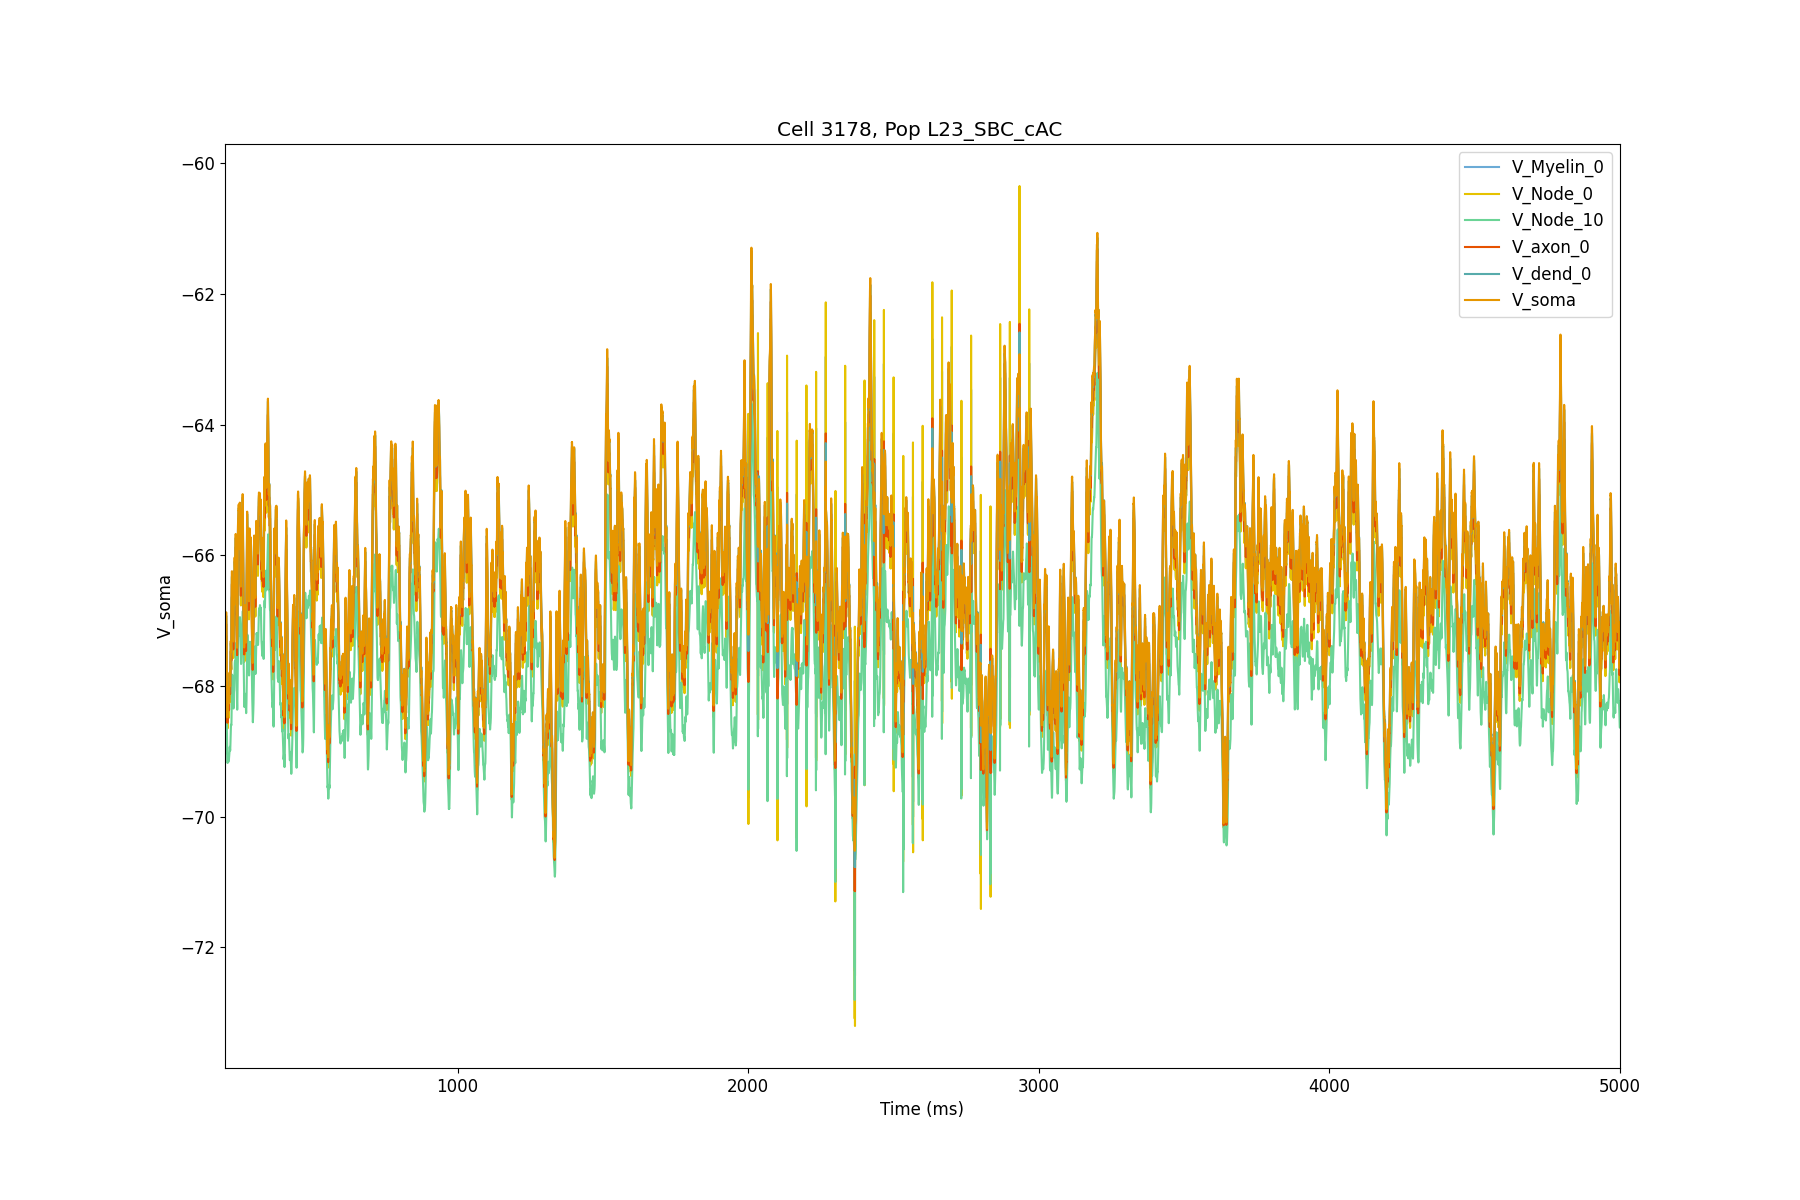 Cell 3178, Pop L23_SBC_cAC
V_Myelin_0
V_Node_0
V_Node_10
V_axon_0
V_dend_0
V_soma
−60
−62
−64
−66
−68
−70
−72
V_soma
1000
2000
3000
4000
5000
Time (ms)